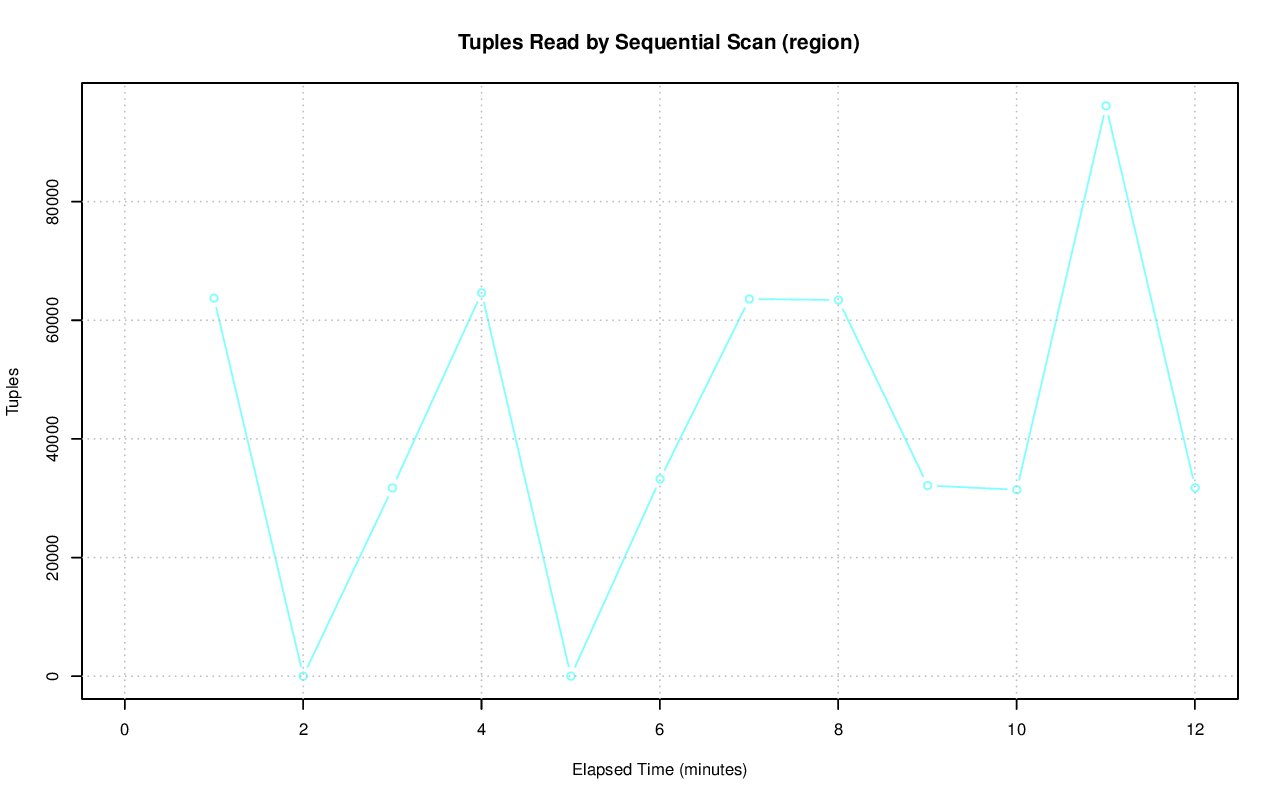 Tuples Read by Sequential Scan (region)
Tuples
80000
60000
40000
20000
0
0 2 4 6 8 10 12
Elapsed Time (minutes)